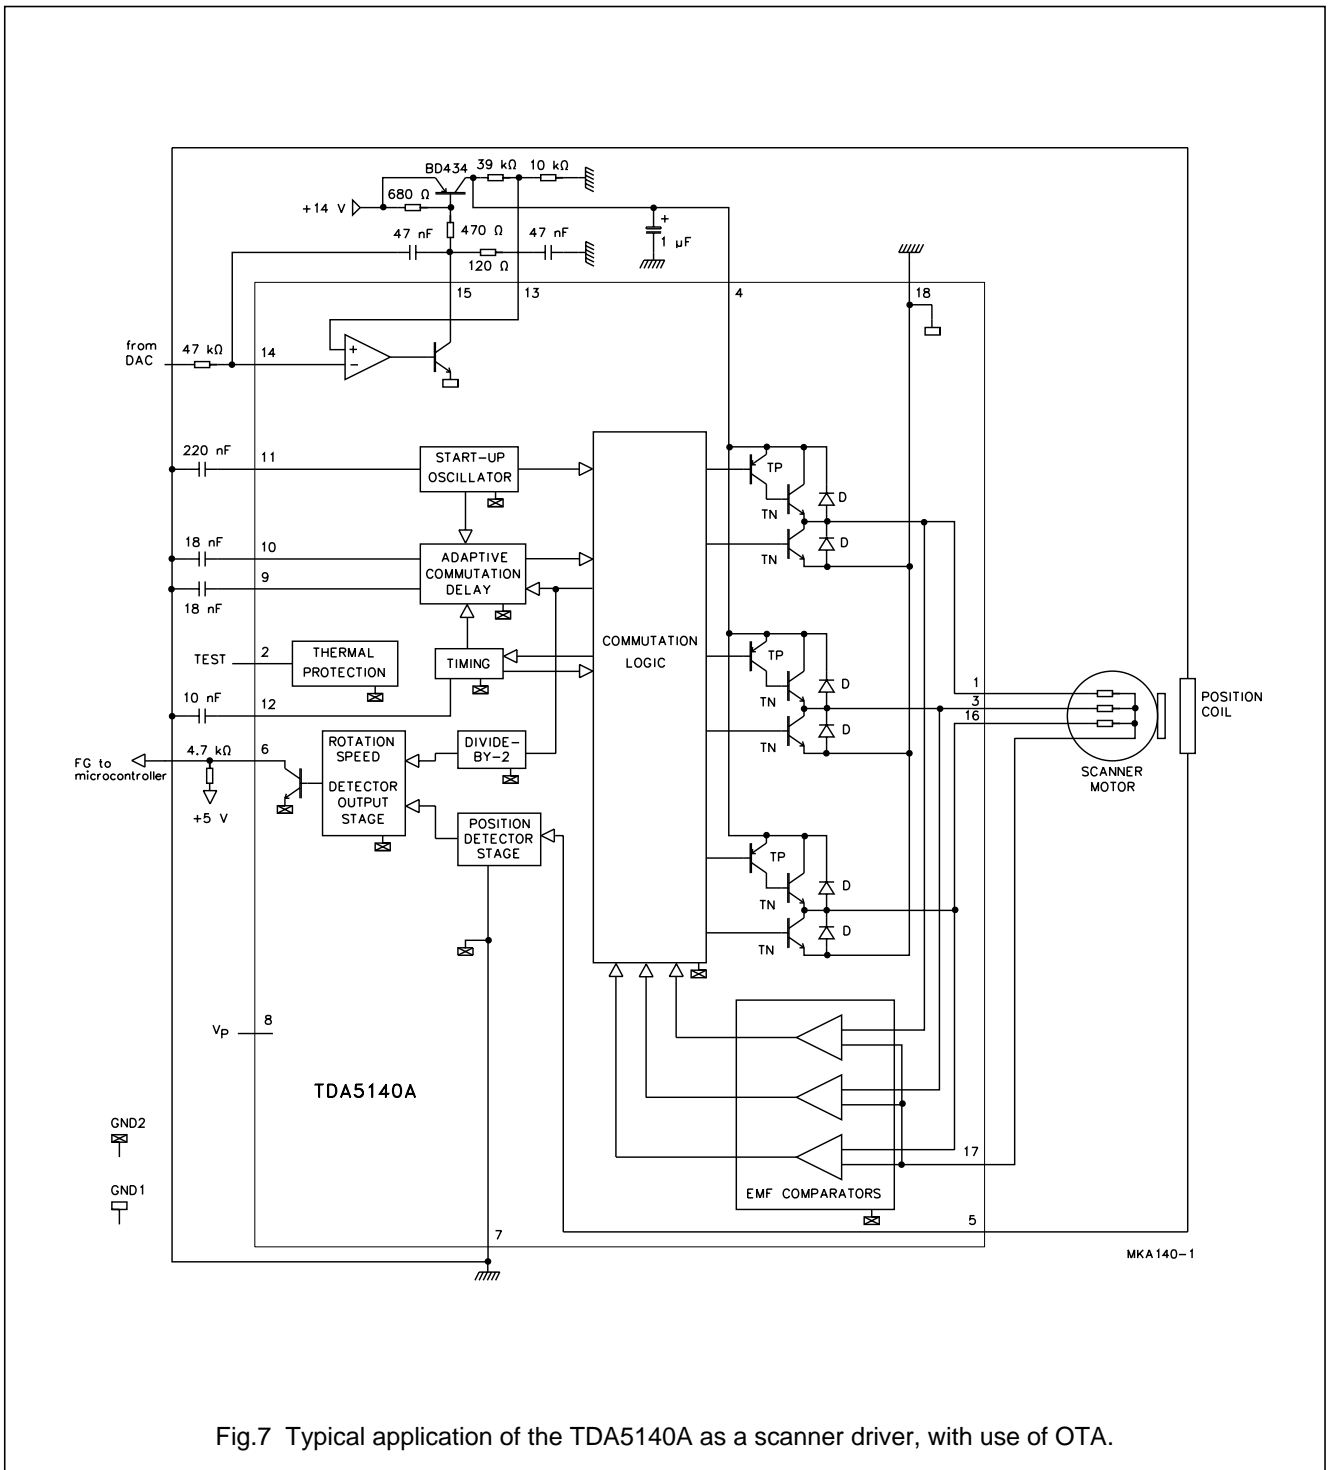 BD434
39 kΩ
10 kΩ
680 Ω
+14 V
470 Ω
47 nF
47 nF
120 Ω
+
1 µF
15
13
4
18
from
DAC
47 kΩ
14
+
−
220 nF
11
START-UP
OSCILLATOR
TP
D
TN
TN
D
18 nF
10
ADAPTIVE
COMMUTATION
DELAY
9
18 nF
COMMUTATION
LOGIC
TEST
2
THERMAL
PROTECTION
TIMING
TP
D
TN
TN
D
1
3
16
POSITION
COIL
SCANNER
MOTOR
10 nF
12
4.7 kΩ
6
FG to
microcontroller
+5 V
ROTATION
SPEED
DETECTOR
OUTPUT
STAGE
DIVIDE-
BY-2
POSITION
DETECTOR
STAGE
TP
D
TN
TN
D
VP
8
TDA5140A
GND2
GND1
17
EMF COMPARATORS
5
7
MKA140-1
Fig.7 Typical application of the TDA5140A as a scanner driver, with use of OTA.